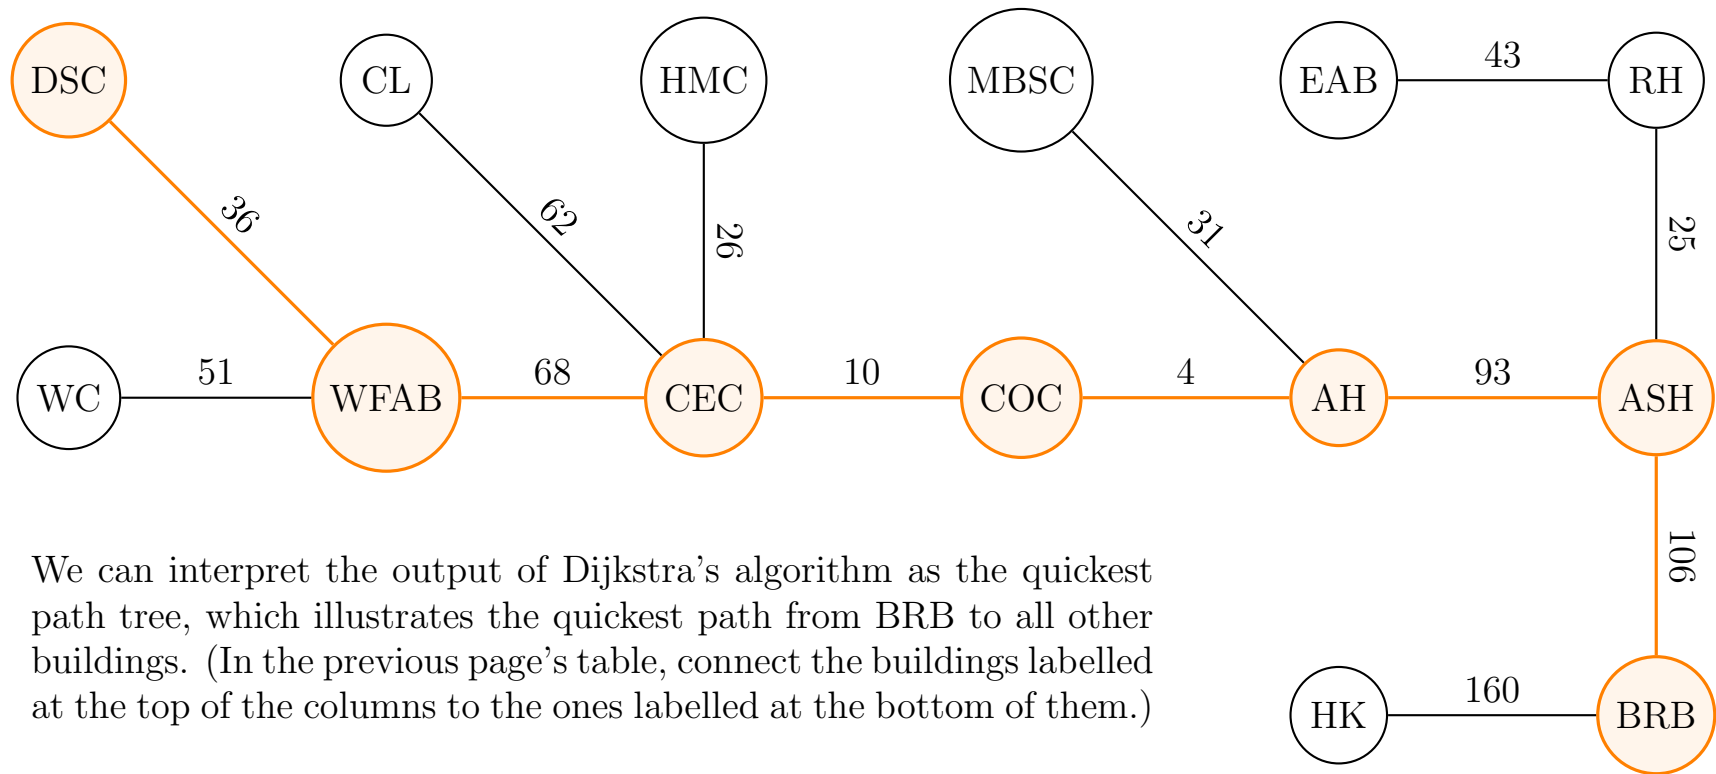 DSC
CL
HMC
MBSC
EAB
43
RH
36
62
26
31
25
WC
51
WFAB
68
CEC
10
COC
4
AH
93
ASH
106
We can interpret the output of Dijkstra's algorithm as the quickest
path tree, which illustrates the quickest path from BRB to all other
buildings. (In the previous page's table, connect the buildings labelled
at the top of the columns to the ones labelled at the bottom of them.)
HK
160
BRB